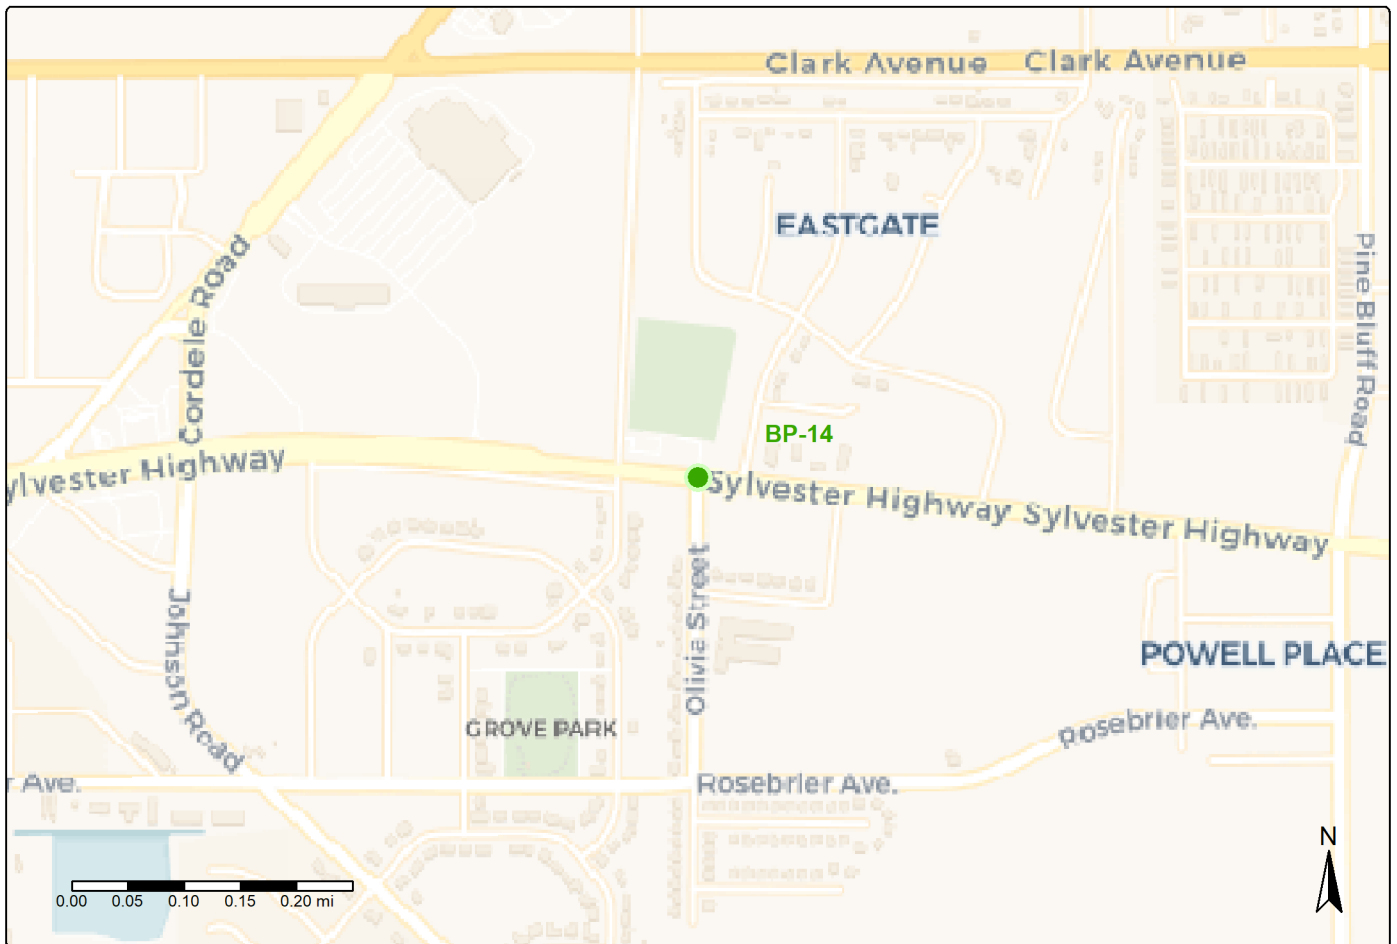 Clark Avenue
Clark Avenue
EASTGATE
Cordele Road
Pine Bluff Road
BP-14
ylvester Highway
Sylvester Highway
Sylvester Highway
Johnson Road
Olivia Street
POWELL PLACE
GROVE PARK
Rosebrier Ave.
r Ave.
Rosebrier Ave.
N
0.00 0.05 0.10 0.15 0.20 mi